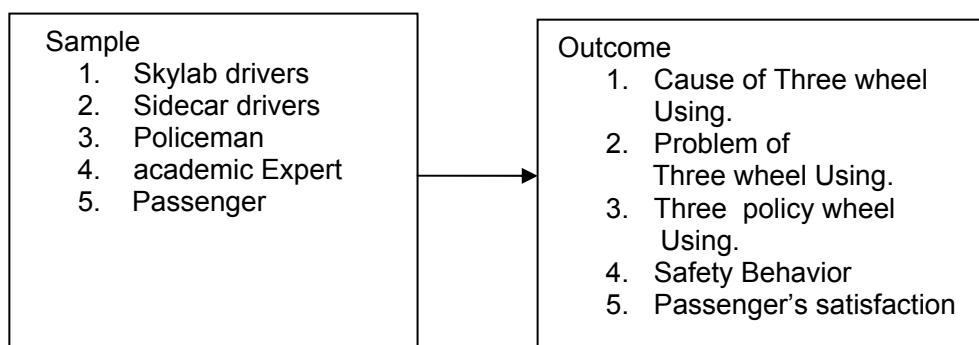 Sample
1. Skylab drivers
2. Sidecar drivers
3. Policeman
4. academic Expert
5. Passenger
Outcome
1. Cause of Three wheel
Using.
2. Problem of
Three wheel Using.
3. Three policy wheel
Using.
4. Safety Behavior
5. Passenger’s satisfaction